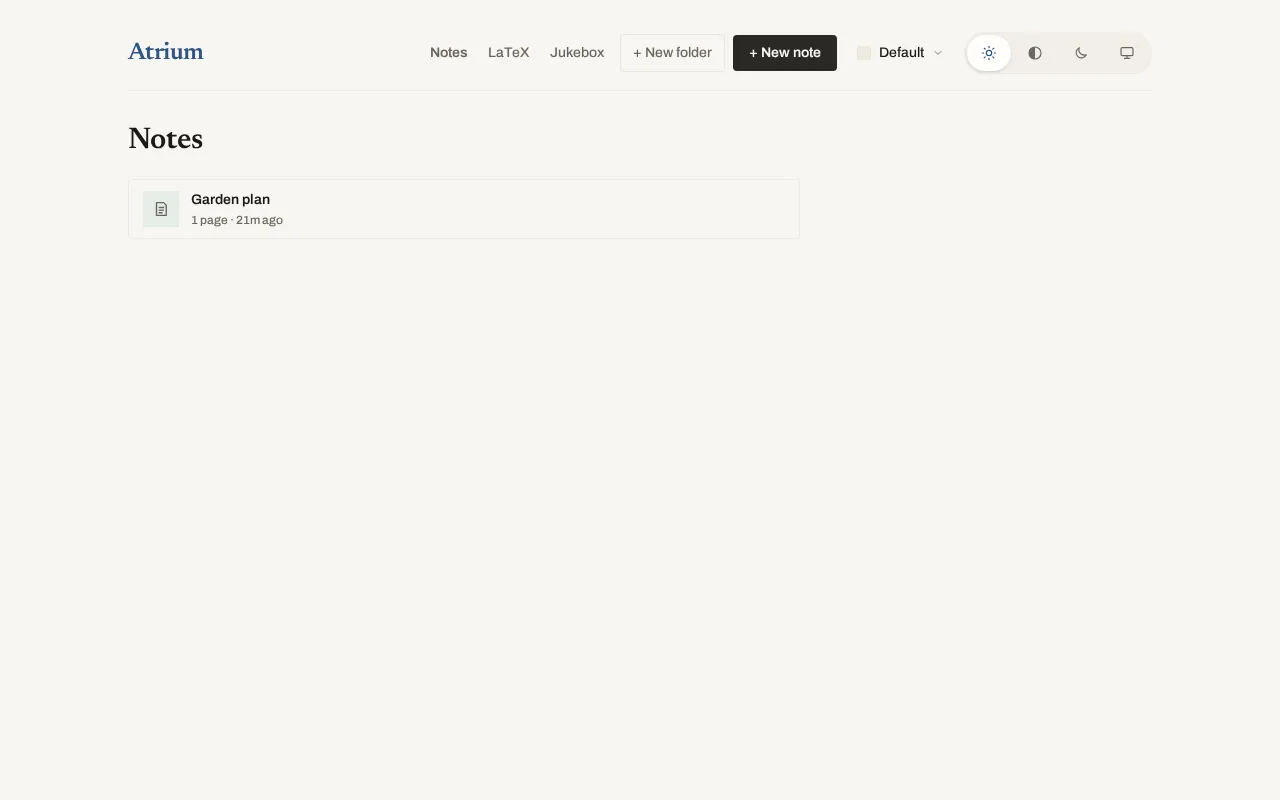 Atrium
Notes LaTeX Jukebox + New folder + New note Default
Notes
Garden plan
1 page · 21m ago